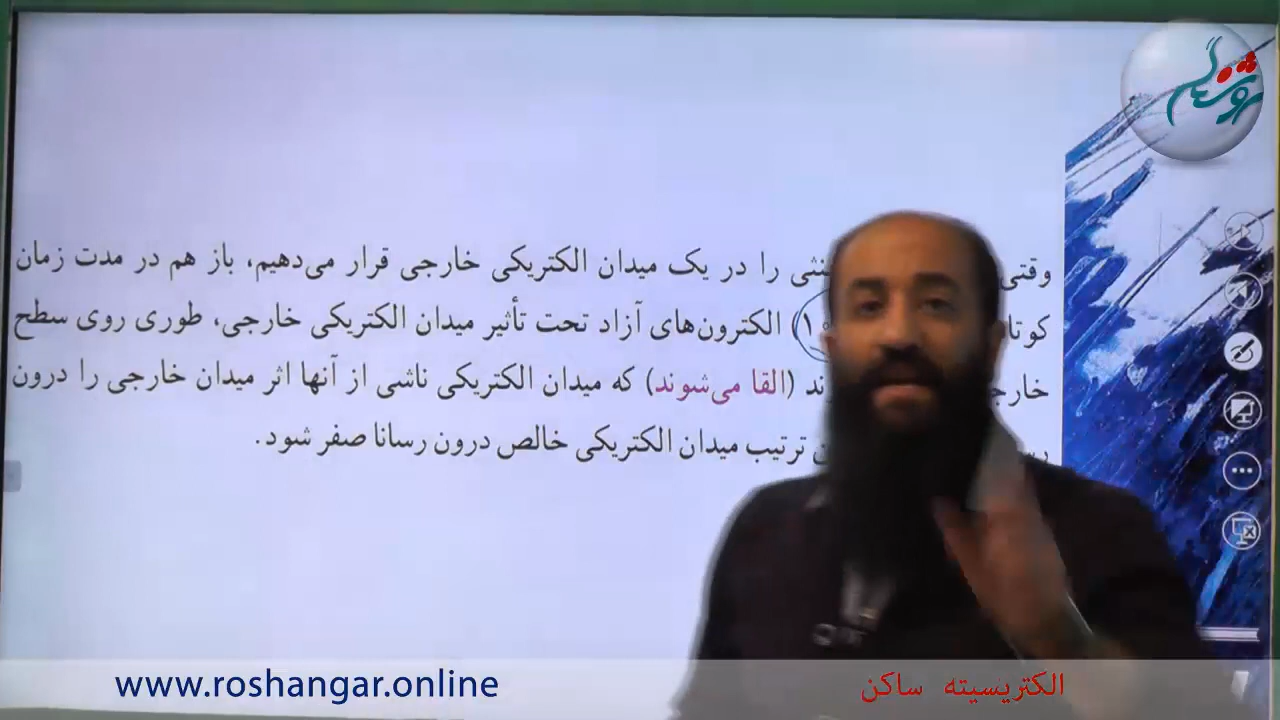 روشنگر
وقتی را در یک میدان الکتریکی خارجی قرار می‌دهیم، باز هم در مدت زمان
الکترون‌های آزاد تحت تأثیر میدان الکتریکی خارجی، طوری روی سطح
(القا می‌شوند) که میدان الکتریکی ناشی از آنها اثر میدان خارجی را درون
ترتیب میدان الکتریکی خالص درون رسانا صفر شود.
www.roshangar.online
الکتریسیته ساکن